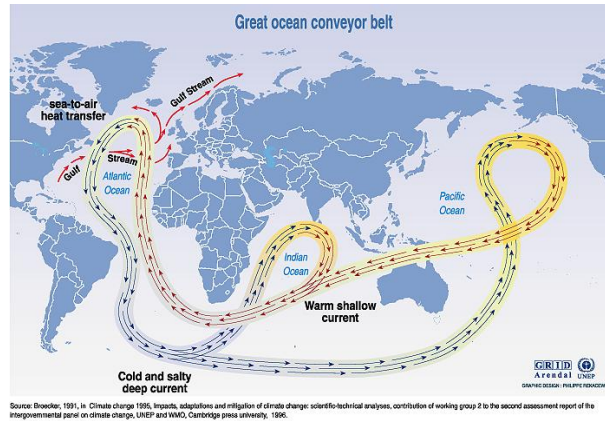 Great ocean conveyor belt
sea-to-air
heat transfer
Gulf Stream
Gulf
Stream
Atlantic
Ocean
Pacific
Ocean
Indian
Ocean
Warm shallow
current
Cold and salty
deep current
GRID
Arendal UNEP
GRAPHIC DESIGN : PHILIPPE REKACEWICZ
Source: Broecker, 1991, in Climate change 1995, Impacts, adaptations and mitigation of climate change: scientific-technical analyses, contribution of working group 2 to the second assessment report of the
intergovernmental panel on climate change, UNEP and WMO, Cambridge press university, 1996.